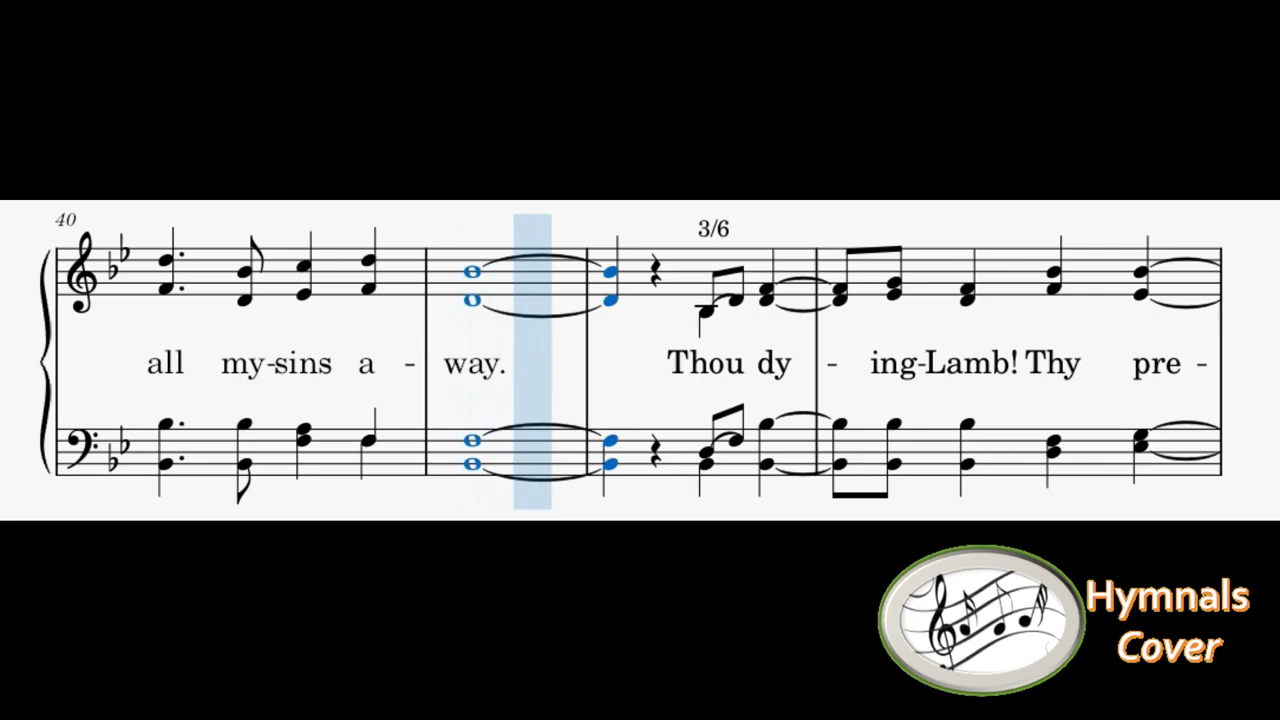 40
3/6
all my-sins a - way. Thou dy - ing-Lamb! Thy pre -
Hymnals
Cover